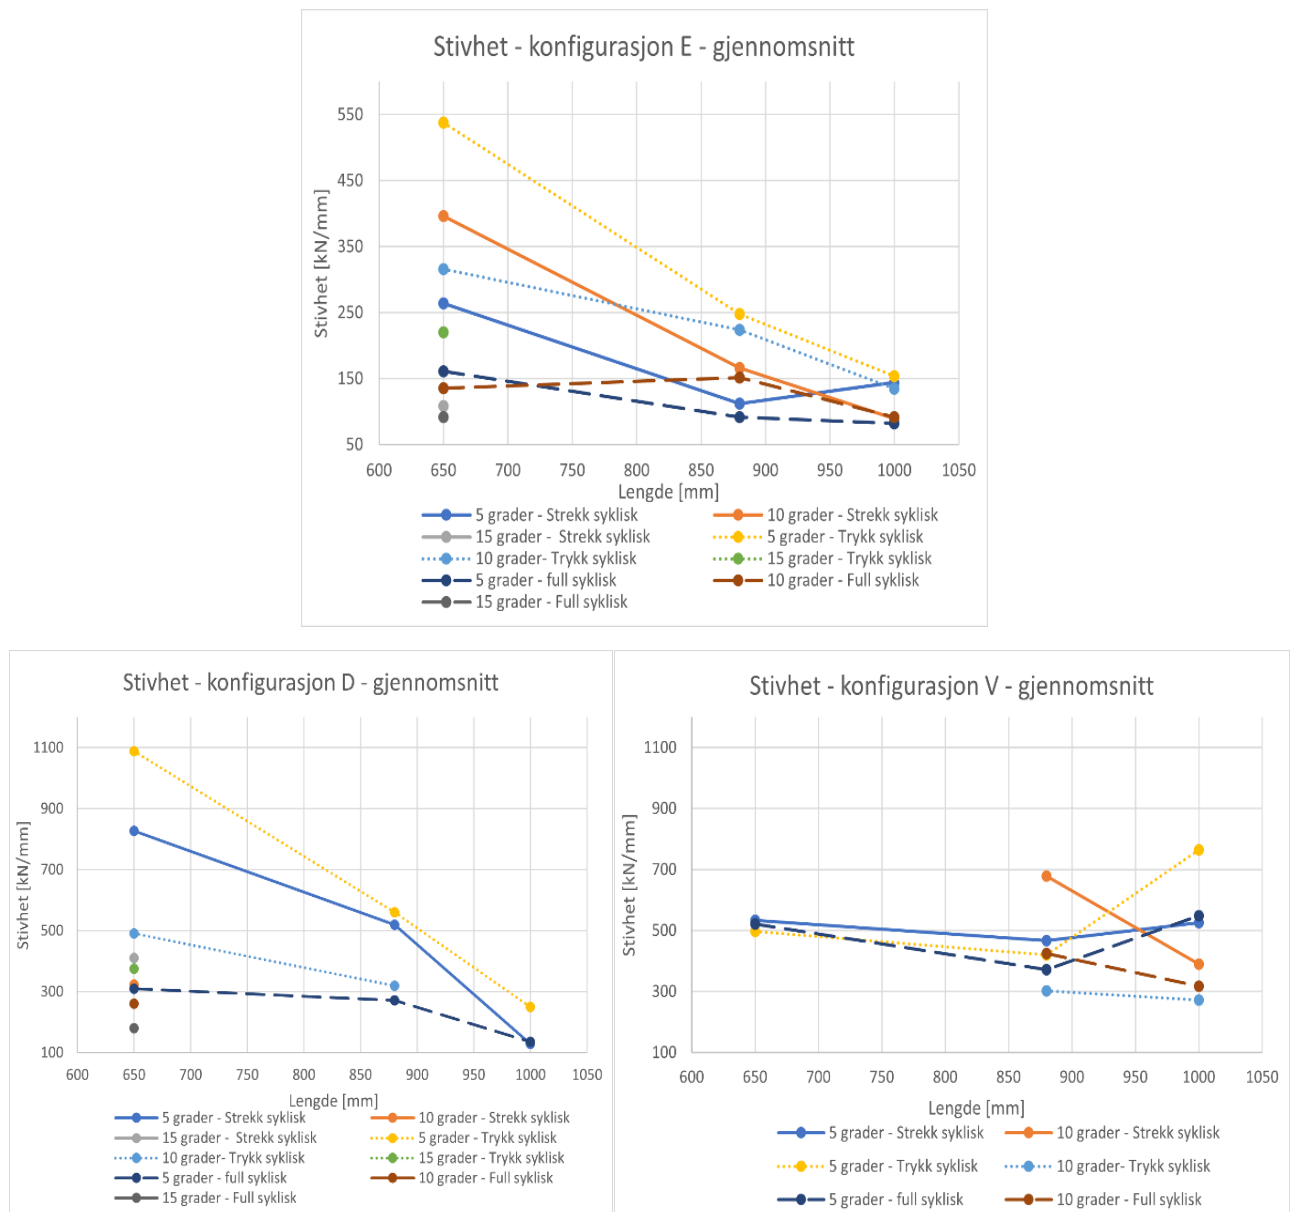 Stivhet - konfigurasjon E - gjennomsnitt
550
450
350
250
150
50
Stivhet [kN/mm]
600 650 700 750 800 850 900 950 1000 1050
Lengde [mm]
5 grader - Strekk syklisk 10 grader - Strekk syklisk
15 grader - Strekk syklisk 5 grader - Trykk syklisk
10 grader- Trykk syklisk 15 grader - Trykk syklisk
5 grader - full syklisk 10 grader - Full syklisk
15 grader - Full syklisk
Stivhet - konfigurasjon D - gjennomsnitt
1100
900
700
500
300
100
Stivhet [kN/mm]
600 650 700 750 800 850 900 950 1000 1050
Lengde [mm]
5 grader - Strekk syklisk 10 grader - Strekk syklisk
15 grader - Strekk syklisk 5 grader - Trykk syklisk
10 grader- Trykk syklisk 15 grader - Trykk syklisk
5 grader - full syklisk 10 grader - Full syklisk
15 grader - Full syklisk
Stivhet - konfigurasjon V - gjennomsnitt
1100
900
700
500
300
100
Stivhet [kN/mm]
600 650 700 750 800 850 900 950 1000 1050
Lengde [mm]
5 grader - Strekk syklisk 10 grader - Strekk syklisk
5 grader - Trykk syklisk 10 grader- Trykk syklisk
5 grader - full syklisk 10 grader - Full syklisk